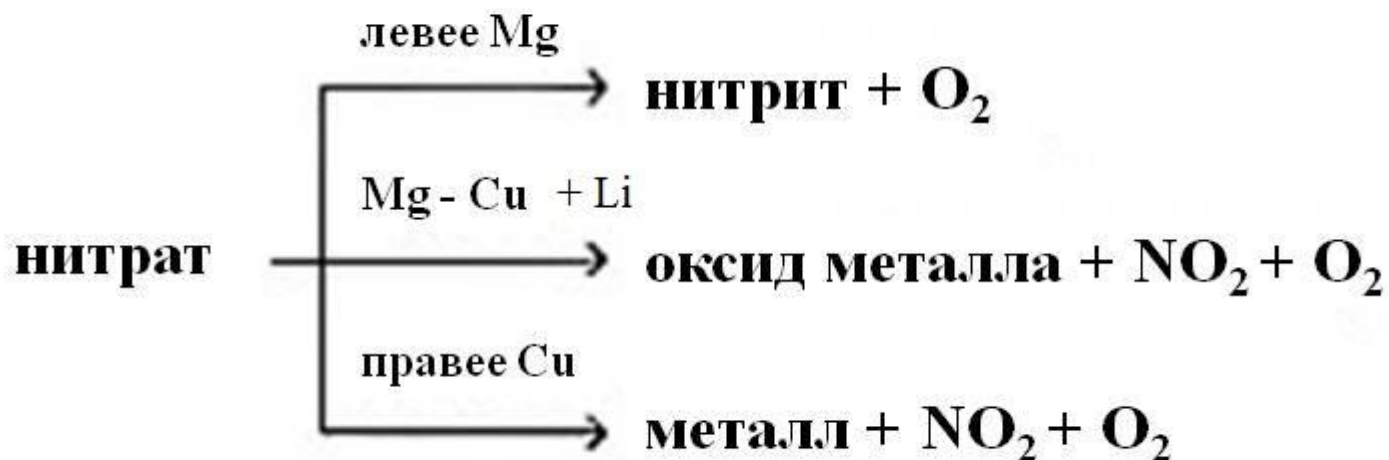 левее Mg
нитрит + O₂
Mg - Cu + Li
нитрат
оксид металла + NO₂ + O₂
правее Cu
металл + NO₂ + O₂